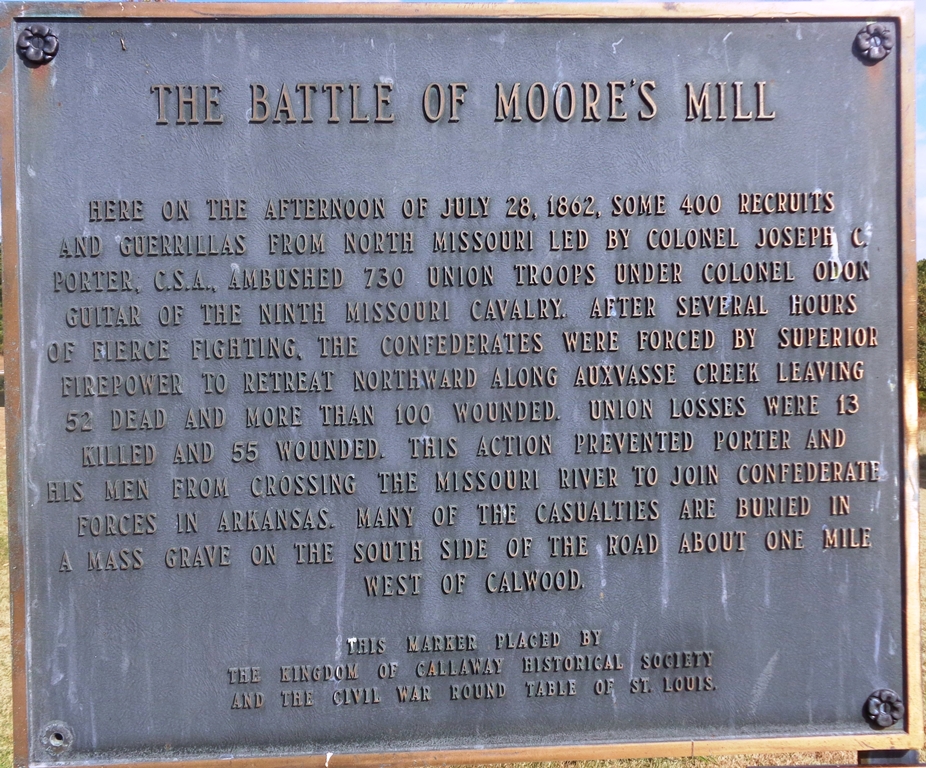 THE BATTLE OF MOORE'S MILL
HERE ON THE AFTERNOON OF JULY 28, 1862, SOME 400 RECRUITS
AND GUERRILLAS FROM NORTH MISSOURI LED BY COLONEL JOSEPH C.
PORTER, C.S.A., AMBUSHED 730 UNION TROOPS UNDER COLONEL ODON
GUITAR OF THE NINTH MISSOURI CAVALRY. AFTER SEVERAL HOURS
OF FIERCE FIGHTING, THE CONFEDERATES WERE FORCED BY SUPERIOR
FIREPOWER TO RETREAT NORTHWARD ALONG AUXVASSE CREEK LEAVING
52 DEAD AND MORE THAN 100 WOUNDED. UNION LOSSES WERE 13
KILLED AND 55 WOUNDED. THIS ACTION PREVENTED PORTER AND
HIS MEN FROM CROSSING THE MISSOURI RIVER TO JOIN CONFEDERATE
FORCES IN ARKANSAS. MANY OF THE CASUALTIES ARE BURIED IN
A MASS GRAVE ON THE SOUTH SIDE OF THE ROAD ABOUT ONE MILE
WEST OF CALWOOD.
THIS MARKER PLACED BY
THE KINGDOM OF CALLAWAY HISTORICAL SOCIETY
AND THE CIVIL WAR ROUND TABLE OF ST. LOUIS.